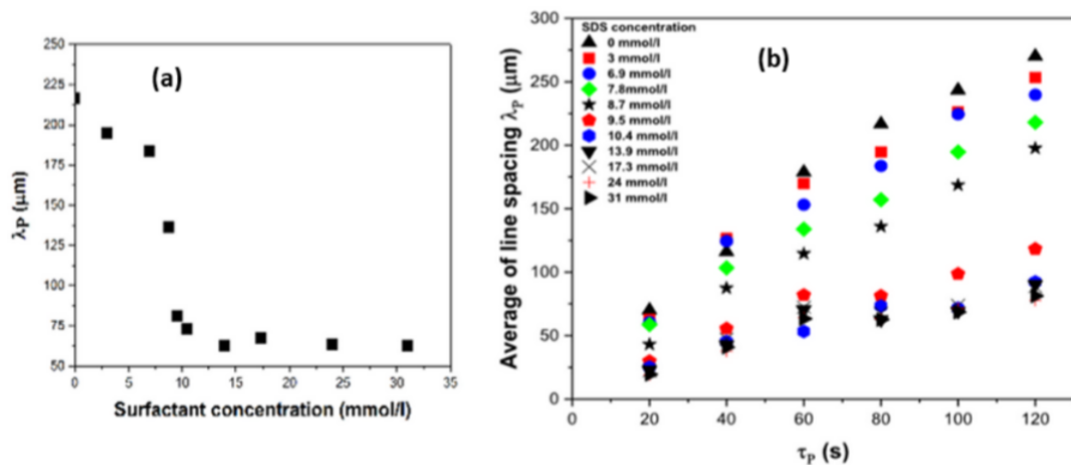 250
225
200
175
150
125
100
75
50
0
5
10
15
20
25
30
35
(a)
λP (μm)
Surfactant concentration (mmol/l)
300
250
200
150
100
50
0
0
20
40
60
80
100
120
(b)
SDS concentration
0 mmol/l
3 mmol/l
6.9 mmol/l
7.8mmol/l
8.7 mmol/l
9.5 mmol/l
10.4 mmol/l
13.9 mmol/l
17.3 mmol/l
24 mmol/l
31 mmol/l
Average of line spacing λP (μm)
τP (s)